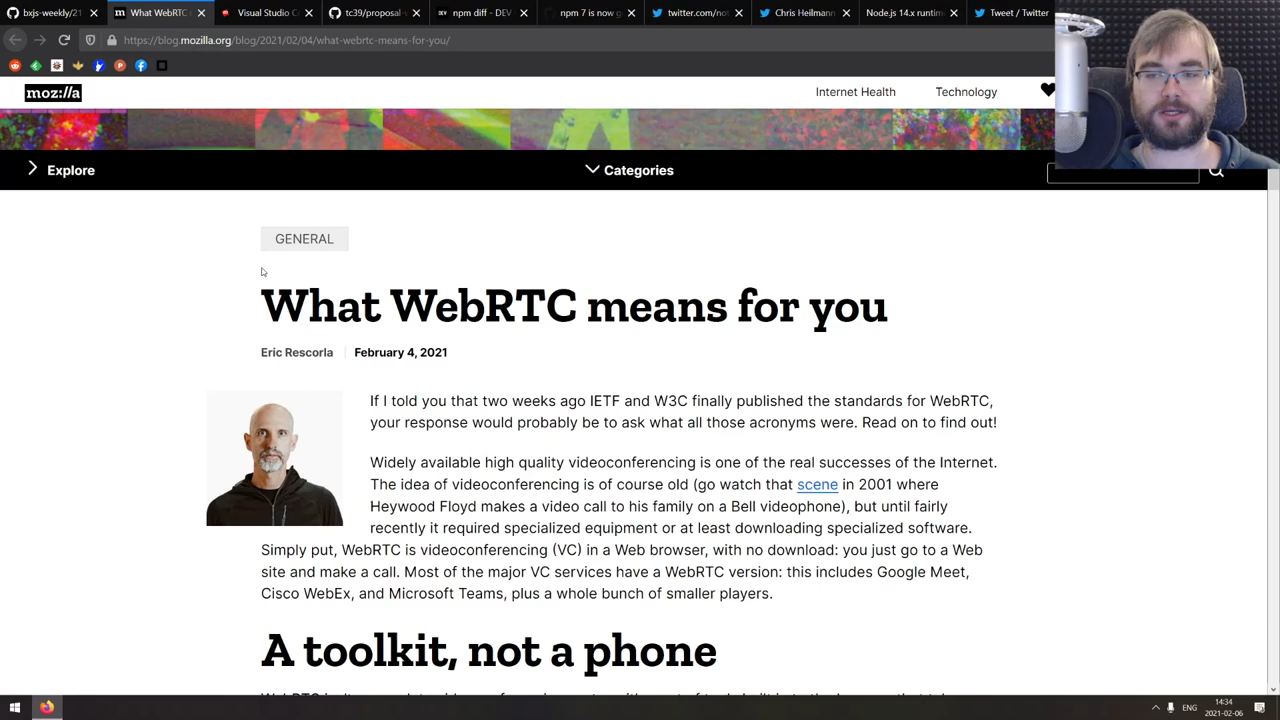 bxjs-weekly/21
What WebRTC
Visual Studio C
tc39/proposal-
npm diff - DEV
npm 7 is now g
twitter.com/no
Chris Heilmann
Node.js 14.x runtim
Tweet / Twitter
https://blog.mozilla.org/blog/2021/02/04/what-webrtc-means-for-you/
moz://a
Internet Health
Technology
Explore
Categories
GENERAL
What WebRTC means for you
Eric Rescorla
February 4, 2021
If I told you that two weeks ago IETF and W3C finally published the standards for WebRTC,
your response would probably be to ask what all those acronyms were. Read on to find out!
Widely available high quality videoconferencing is one of the real successes of the Internet.
The idea of videoconferencing is of course old (go watch that scene in 2001 where
Heywood Floyd makes a video call to his family on a Bell videophone), but until fairly
recently it required specialized equipment or at least downloading specialized software.
Simply put, WebRTC is videoconferencing (VC) in a Web browser, with no download: you just go to a Web
site and make a call. Most of the major VC services have a WebRTC version: this includes Google Meet,
Cisco WebEx, and Microsoft Teams, plus a whole bunch of smaller players.
A toolkit, not a phone
ENG
14:34
2021-02-06